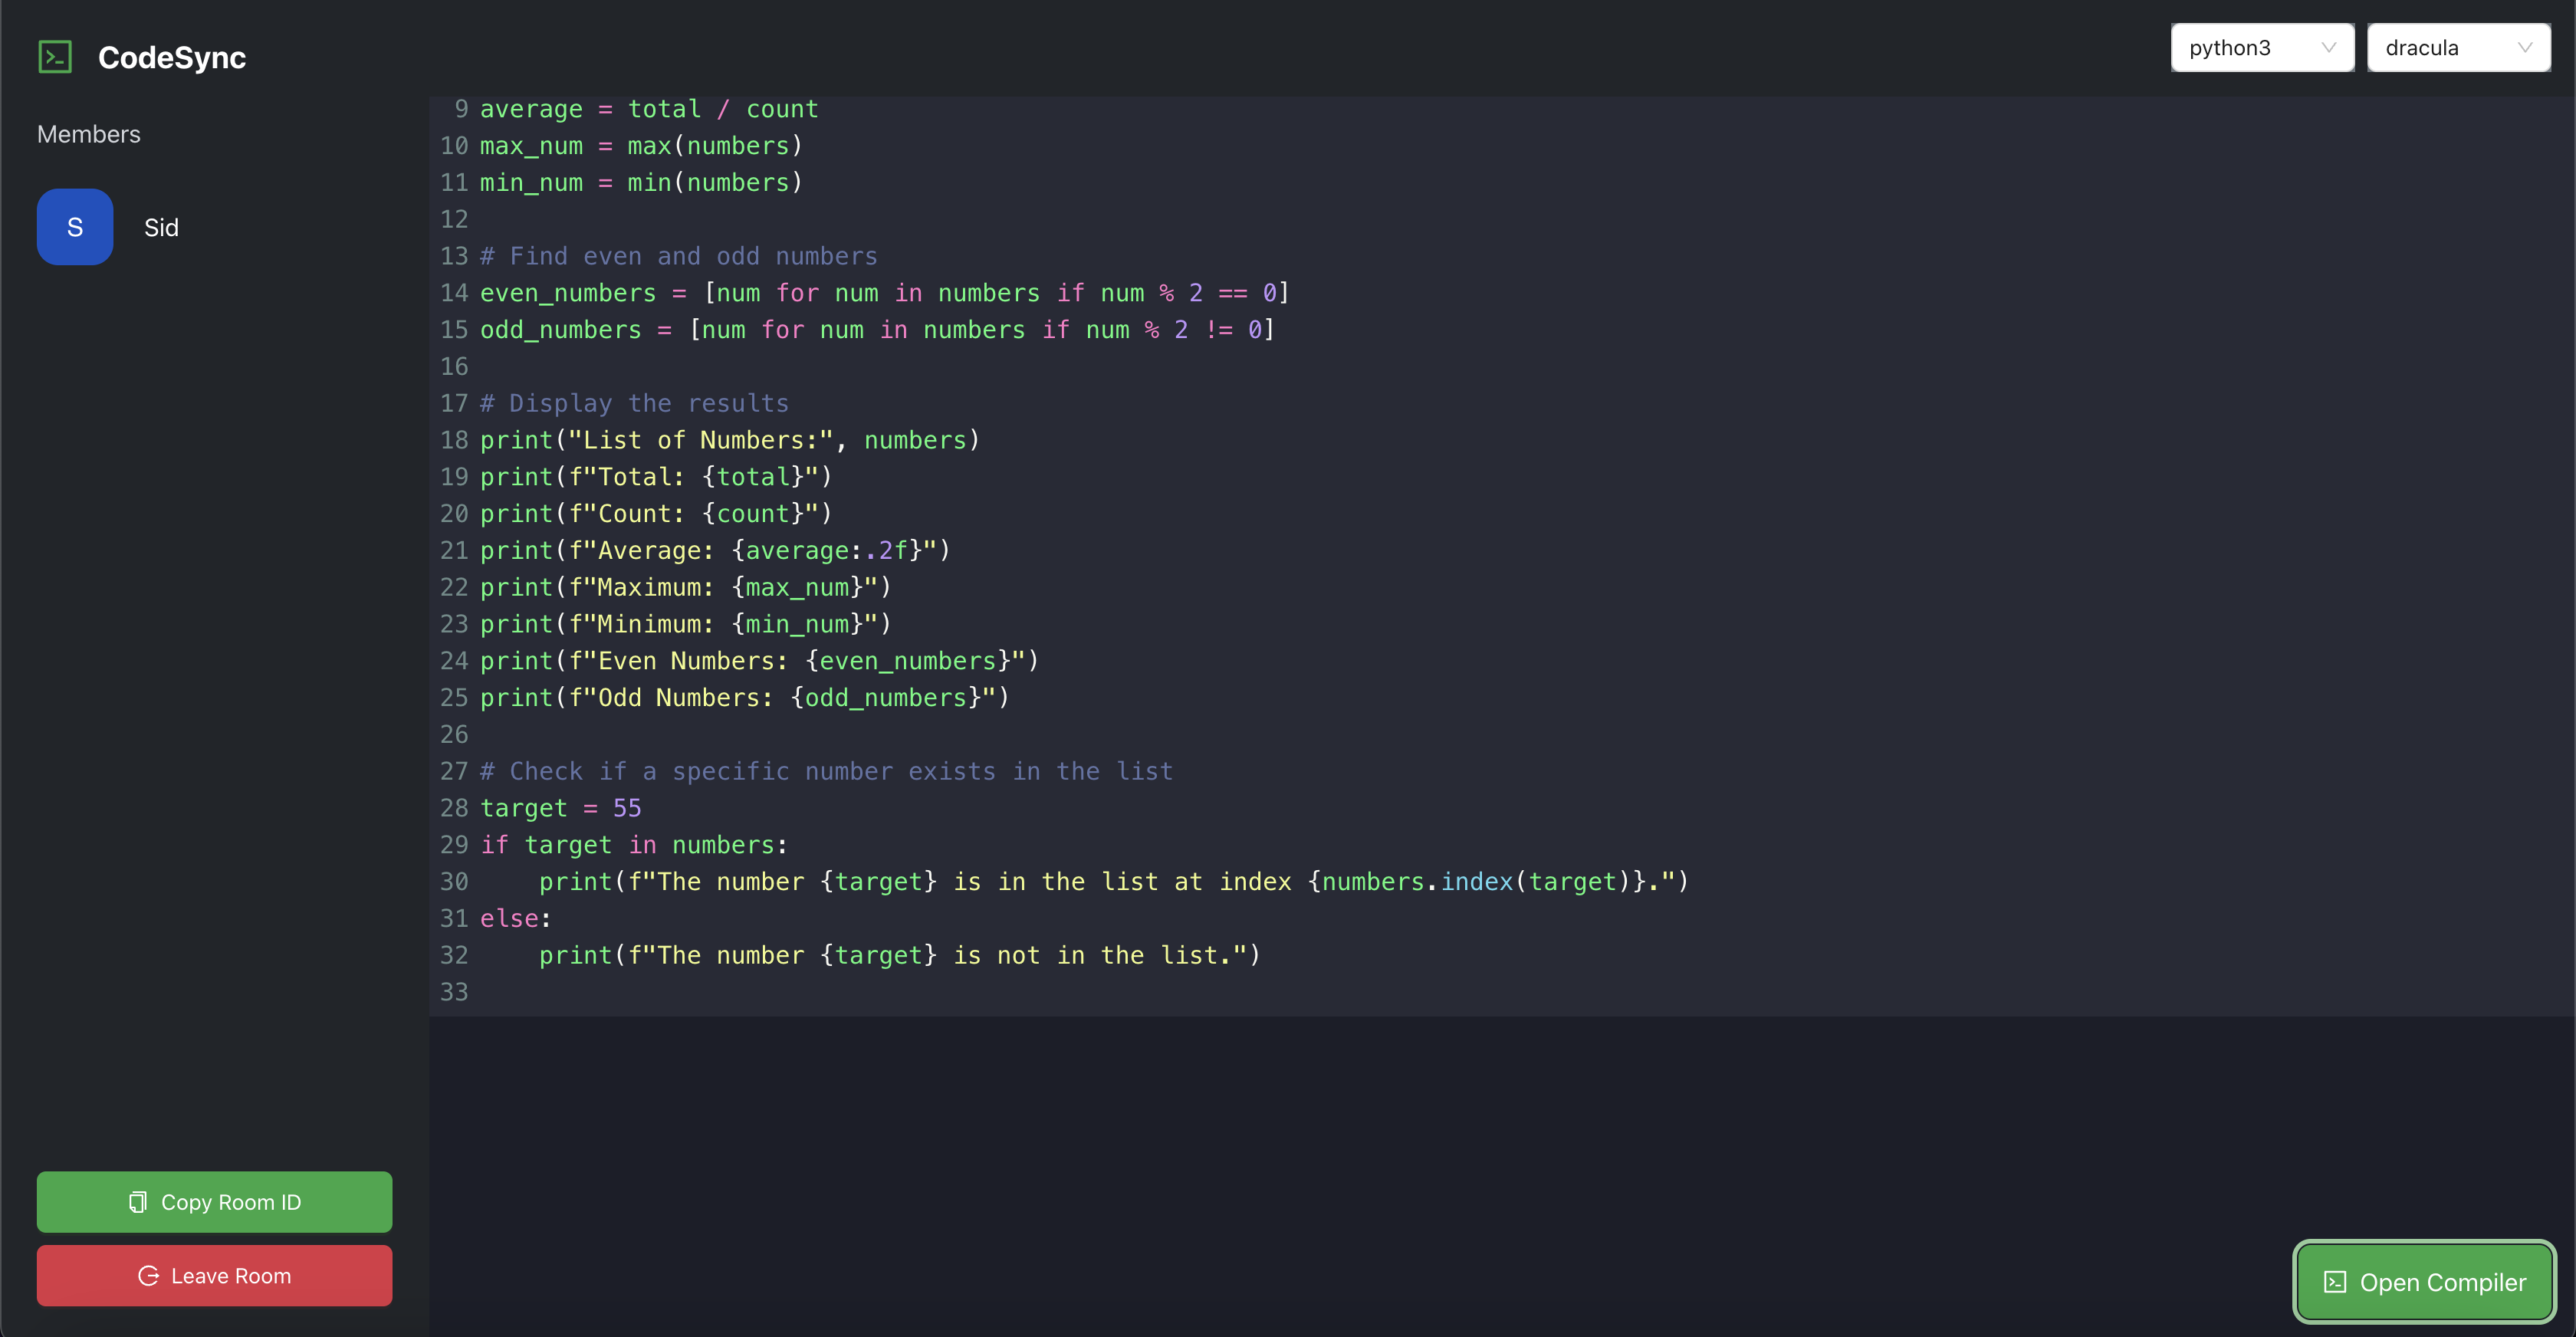 CodeSync
python3
dracula
Members
S
Sid
9 average = total / count
10 max_num = max(numbers)
11 min_num = min(numbers)
12
13 # Find even and odd numbers
14 even_numbers = [num for num in numbers if num % 2 == 0]
15 odd_numbers = [num for num in numbers if num % 2 != 0]
16
17 # Display the results
18 print("List of Numbers:", numbers)
19 print(f"Total: {total}")
20 print(f"Count: {count}")
21 print(f"Average: {average:.2f}")
22 print(f"Maximum: {max_num}")
23 print(f"Minimum: {min_num}")
24 print(f"Even Numbers: {even_numbers}")
25 print(f"Odd Numbers: {odd_numbers}")
26
27 # Check if a specific number exists in the list
28 target = 55
29 if target in numbers:
30     print(f"The number {target} is in the list at index {numbers.index(target)}.")
31 else:
32     print(f"The number {target} is not in the list.")
33
Copy Room ID
Leave Room
Open Compiler